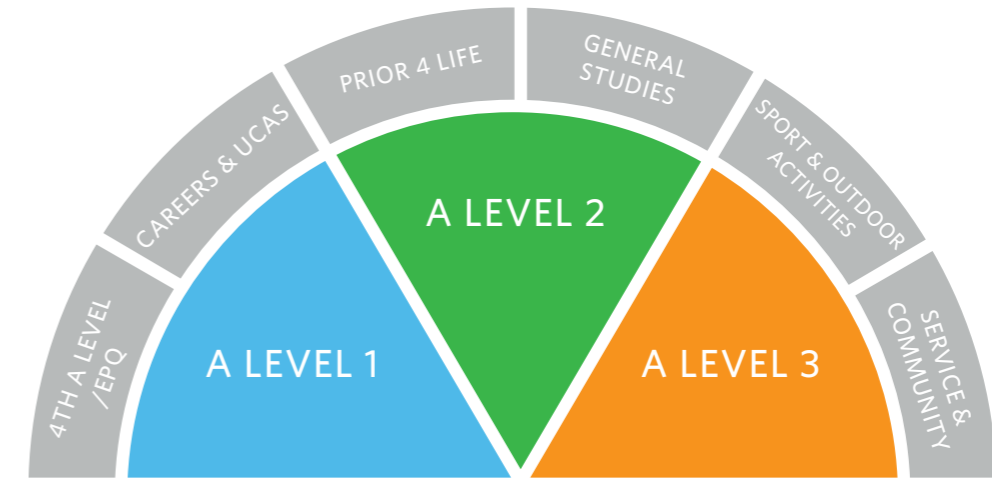 4TH A LEVEL
/EPQ
CAREERS & UCAS
PRIOR 4 LIFE
GENERAL
STUDIES
SPORT & OUTDOOR
ACTIVITIES
SERVICE &
COMMUNITY
A LEVEL 1
A LEVEL 2
A LEVEL 3